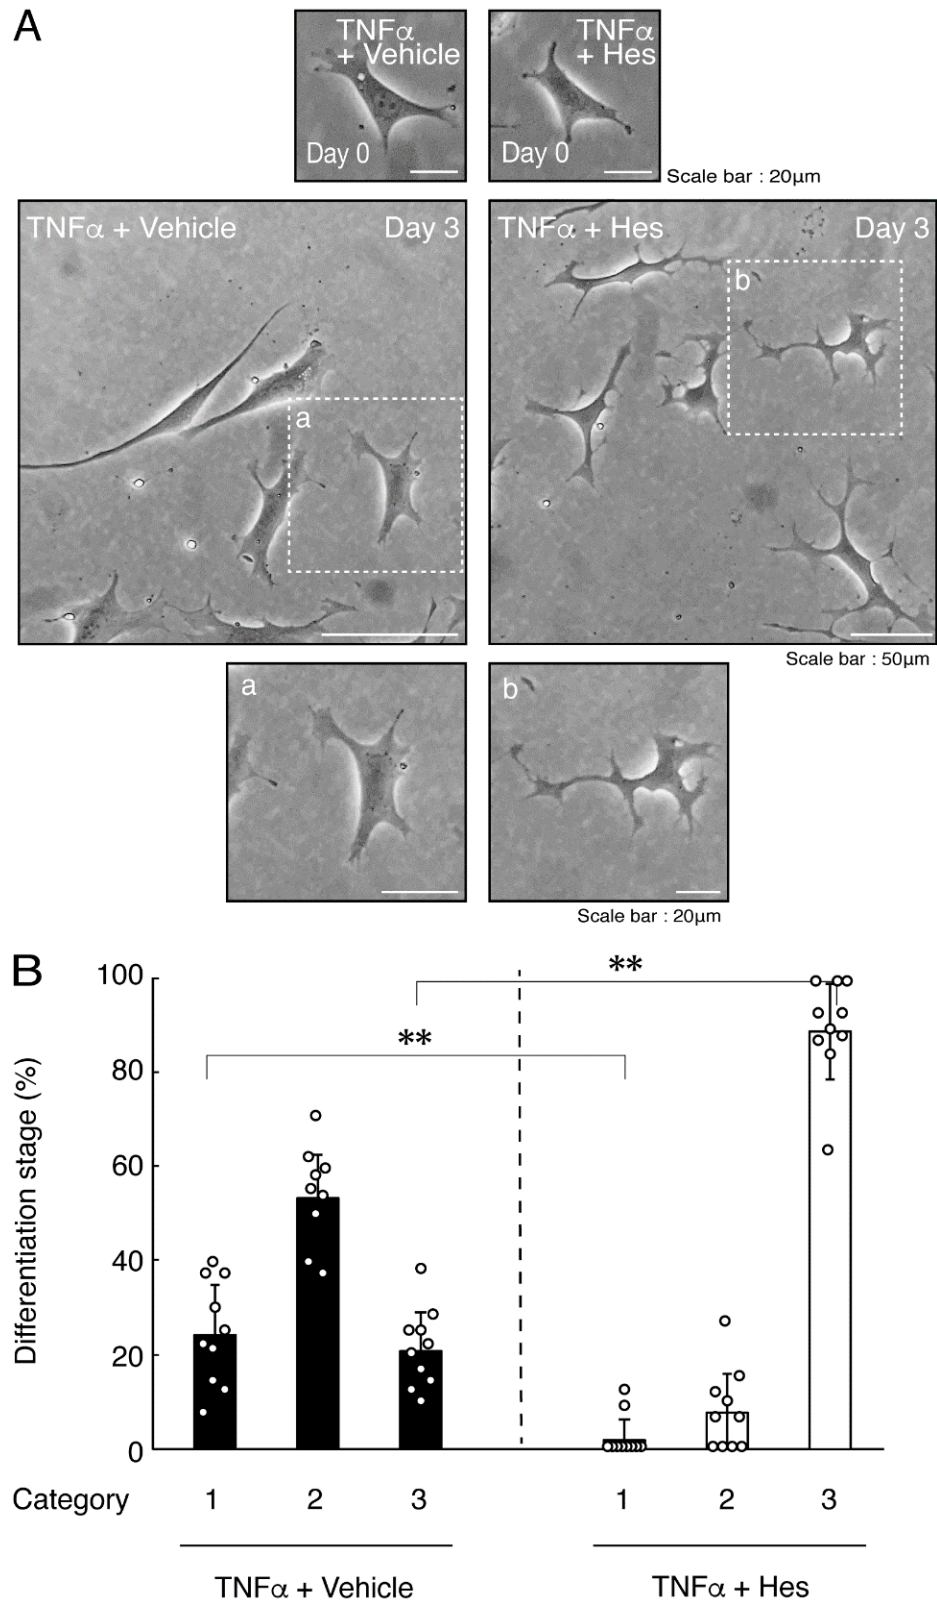 A
TNFα
+ Vehicle
Day 0
TNFα
+ Hes
Day 0
Scale bar : 20μm
TNFα + Vehicle Day 3
a
TNFα + Hes Day 3
b
Scale bar : 50μm
a
b
Scale bar : 20μm
B
Differentiation stage (%)
100
80
60
40
20
0
**
**
Category 1 2 3 1 2 3
TNFα + Vehicle TNFα + Hes